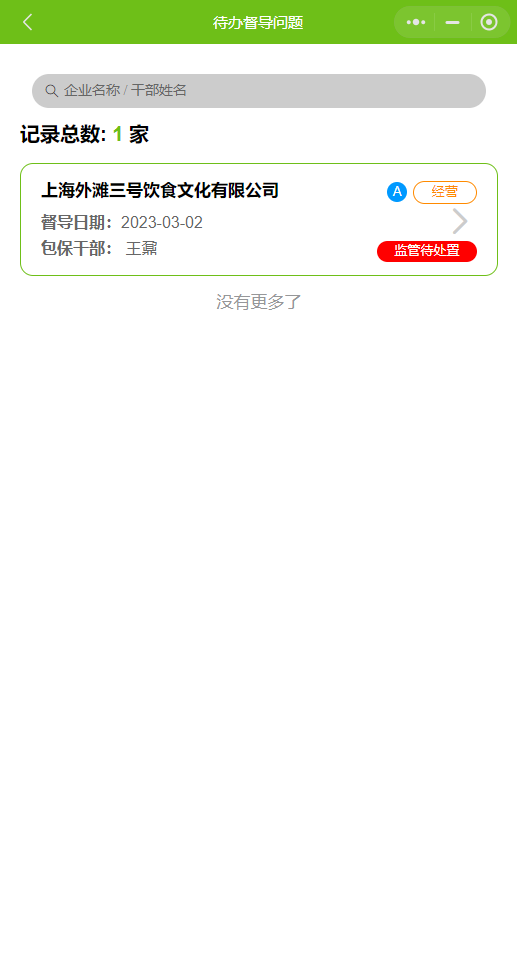 待办督导问题
企业名称 / 干部姓名
记录总数: 1 家
上海外滩三号饮食文化有限公司 A 经营
督导日期: 2023-03-02
包保干部: 王鼐
监管待处置
没有更多了